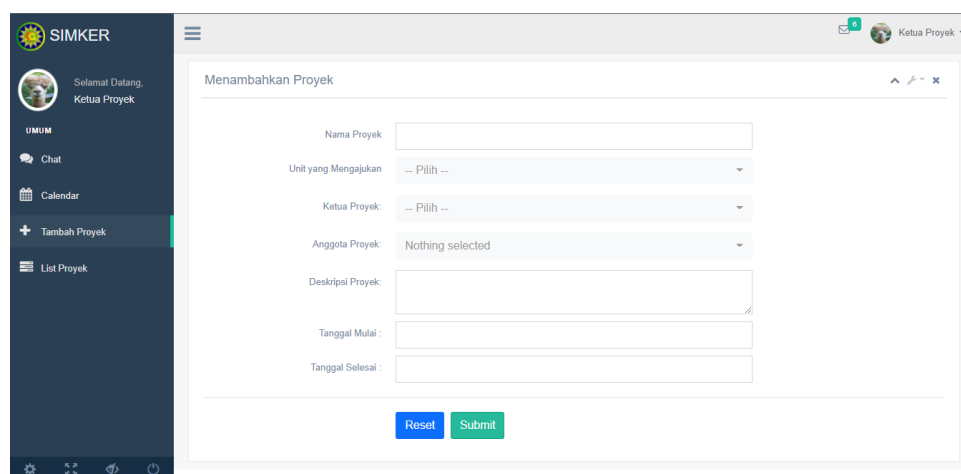 SIMKER
6
Ketua Proyek
Selamat Datang,
Ketua Proyek
UMUM
Chat
Calendar
Tambah Proyek
List Proyek
Menambahkan Proyek
Nama Proyek
Unit yang Mengajukan
-- Pilih --
Ketua Proyek:
-- Pilih --
Anggota Proyek:
Nothing selected
Deskripsi Proyek:
Tanggal Mulai :
Tanggal Selesai :
Reset
Submit